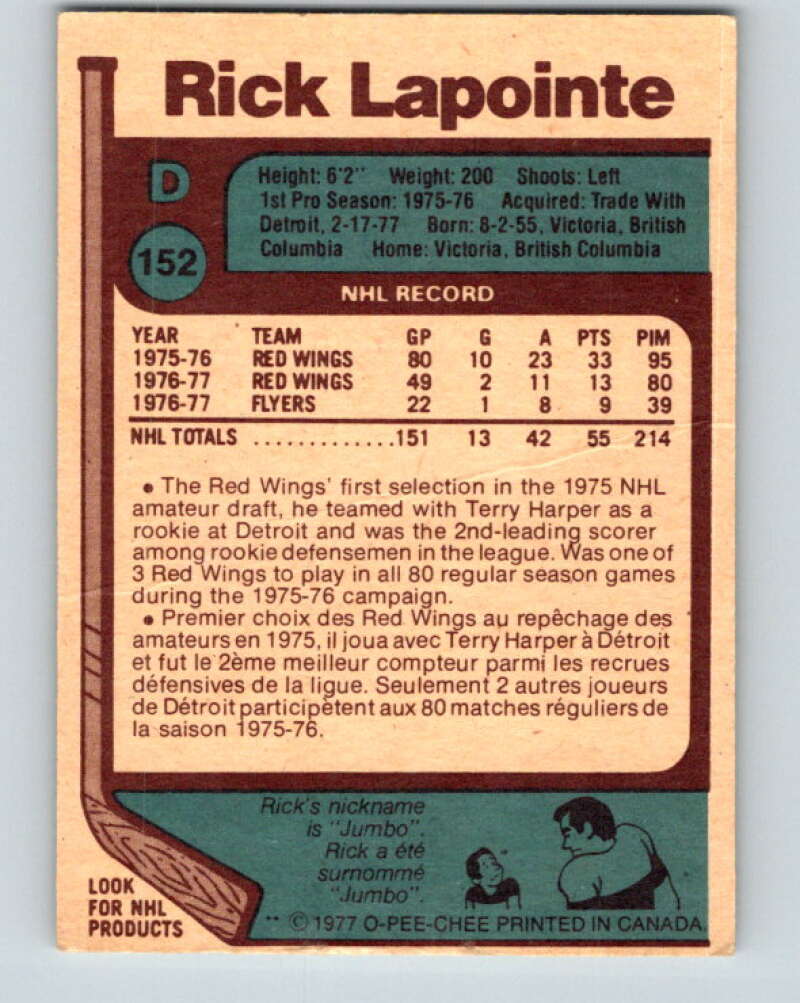 Rick Lapointe
D
152
Height: 6'2" Weight: 200 Shoots: Left
1st Pro Season: 1975-76 Acquired: Trade With
Detroit, 2-17-77 Born: 8-2-55, Victoria, British
Columbia Home: Victoria, British Columbia
NHL RECORD
YEAR TEAM GP G A PTS PIM
1975-76 RED WINGS 80 10 23 33 95
1976-77 RED WINGS 49 2 11 13 80
1976-77 FLYERS 22 1 8 9 39
NHL TOTALS .............151 13 42 55 214
• The Red Wings' first selection in the 1975 NHL
amateur draft, he teamed with Terry Harper as a
rookie at Detroit and was the 2nd-leading scorer
among rookie defensemen in the league. Was one of
3 Red Wings to play in all 80 regular season games
during the 1975-76 campaign.
• Premier choix des Red Wings au repêchage des
amateurs en 1975, il joua avec Terry Harper à Détroit
et fut le 2ème meilleur compteur parmi les recrues
défensives de la ligue. Seulement 2 autres joueurs
de Détroit participètent aux 80 matches réguliers de
la saison 1975-76.
Rick's nickname
is "Jumbo".
Rick a été
surnommé
"Jumbo".
LOOK
FOR NHL
PRODUCTS
** © 1977 O-PEE-CHEE PRINTED IN CANADA.